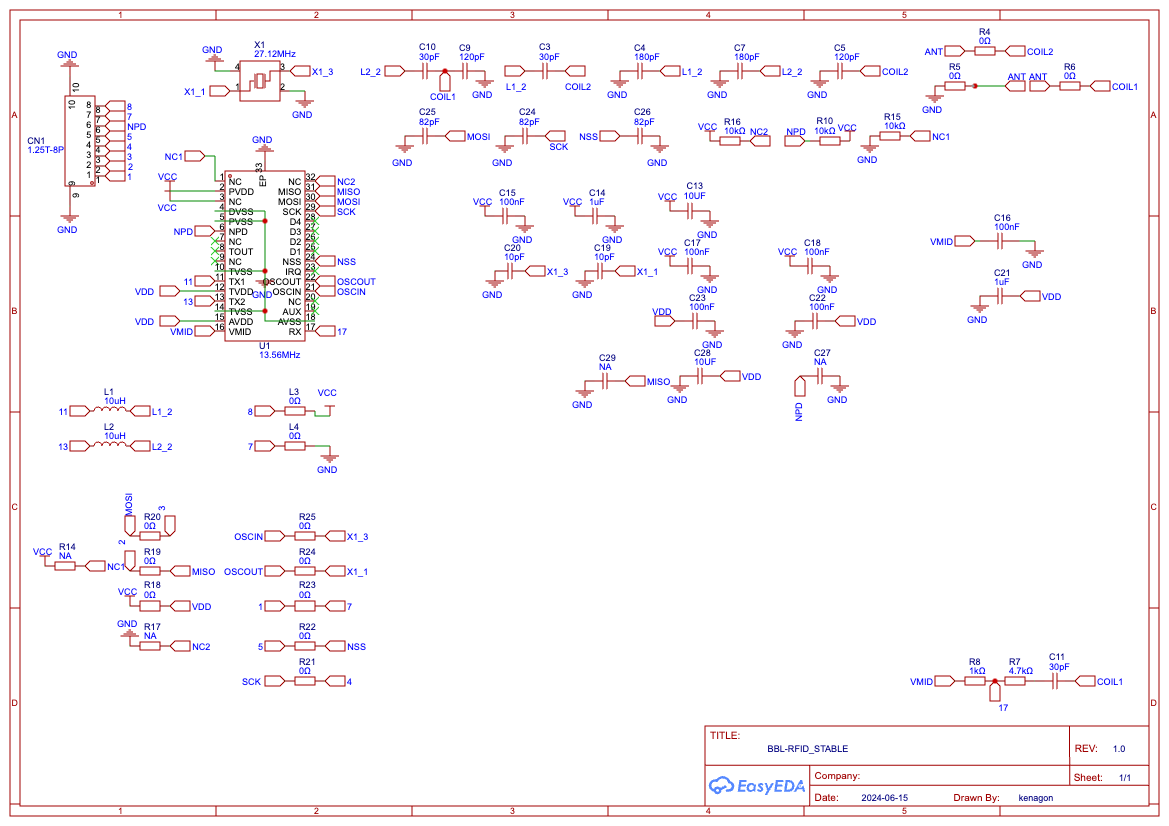 1 2 3 4 5
A B C D
A B C D
1 2 3 4 5
GND
10
10
CN1
1.25T-8P
8 8 8
7 7 7
6 6 NPD
5 5 5
4 4 4
3 3 3
2 2 2
1 1 1
9
9
GND
X1
27.12MHz
GND
4 3 X1_3
X1_1 1 2
GND
C10
30pF
L2_2
C9
120pF
GND
COIL1
C3
30pF
L1_2
COIL2
C4
180pF
L1_2
GND
C7
180pF
L2_2
GND
C5
120pF
COIL2
GND
R4
0Ω
ANT COIL2
R5
0Ω
ANT
GND
R6
0Ω
ANT COIL1
C25
82pF
MOSI
GND
C24
82pF
SCK
GND
C26
82pF
NSS
GND
R16
10kΩ
VCC NC2
R10
10kΩ
NPD VCC
R15
10kΩ
NC1
GND
GND
33
EP
NC1
VCC
VCC
1 NC NC 32 NC2
2 PVDD MISO 31 MISO
3 NC MOSI 30 MOSI
4 DVSS SCK 29 SCK
5 PVSS D4 28
NPD 6 NPD D3 27
7 NC D2 26
8 TOUT D1 25
9 NC NSS 24 NSS
10 TVSS IRQ 23
11 11 TX1 OSCOUT 22 OSCOUT
VDD 12 TVDD OSCIN 21 OSCIN
GND
13 13 TX2 NC 20
14 TVSS AUX 19
VDD 15 AVDD AVSS 18
VMID 16 VMID RX 17 17
U1
13.56MHz
C15
100nF
VCC
GND
C14
1uF
VCC
GND
C13
10UF
VCC
GND
C20
10pF
X1_3
GND
C19
10pF
X1_1
GND
C17
100nF
VCC
GND
C18
100nF
VCC
GND
C16
100nF
VMID
GND
C21
1uF
VDD
GND
C23
100nF
VDD
GND
C22
100nF
VDD
GND
C29
NA
MISO
GND
C28
10UF
VDD
GND
C27
NA
NPD
GND
L1
10uH
11 L1_2
L2
10uH
13 L2_2
L3
0Ω
8 VCC
L4
0Ω
7
GND
MOSI
3
R20
0Ω
2
R19
0Ω
MISO
VCC
R14
NA
NC1
R18
0Ω
VCC
VDD
GND
R17
NA
NC2
R25
0Ω
OSCIN X1_3
R24
0Ω
OSCOUT X1_1
R23
0Ω
1 7
R22
0Ω
5 NSS
R21
0Ω
SCK 4
R8
1kΩ
VMID
R7
4.7kΩ
C11
30pF
COIL1
17
TITLE:
BBL-RFID_STABLE
REV: 1.0
EasyEDA
Company:
Sheet: 1/1
Date: 2024-06-15
Drawn By: kenagon